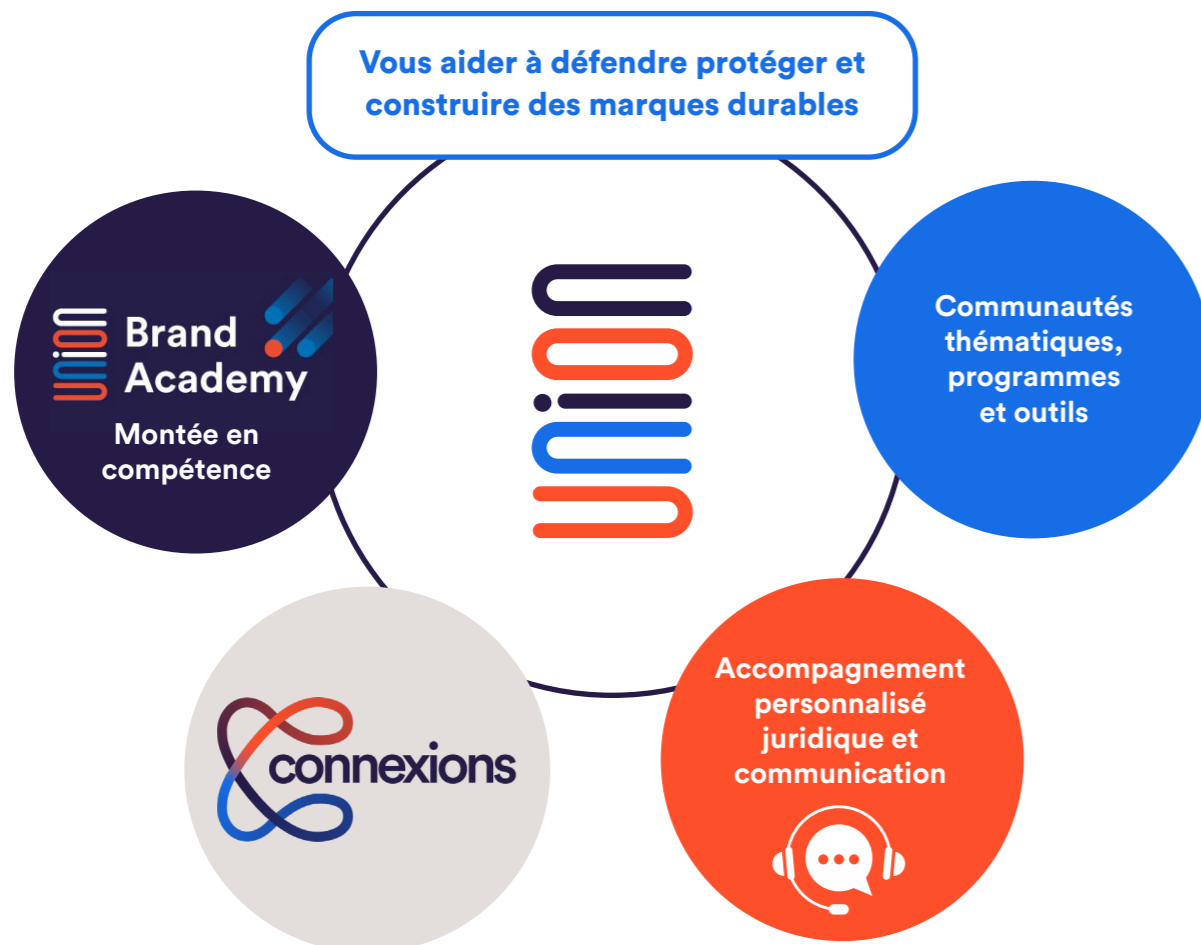 Vous aider à défendre protéger et
construire des marques durables
union
Brand
Academy
Montée en
compétence
union
Communautés
thématiques,
programmes
et outils
connexions
Accompagnement
personnalisé
juridique et
communication